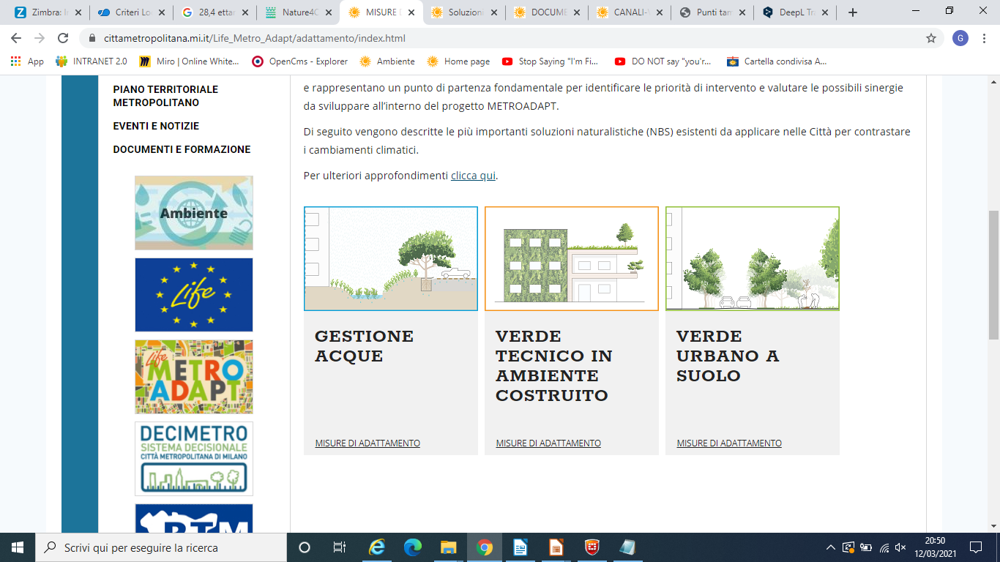 Zimbra: I
Criteri Lo
28,4 ettar
Nature4C
MISURE D
Soluzioni
DOCUME
CANALI-V
Punti tam
DeepL Tra
cittametropolitana.mi.it/Life_Metro_Adapt/adattamento/index.html
G
App
INTRANET 2.0
Miro | Online White...
OpenCms - Explorer
Ambiente
Home page
Stop Saying "I'm Fi...
DO NOT say "you'r...
Cartella condivisa A...
PIANO TERRITORIALE
METROPOLITANO
EVENTI E NOTIZIE
DOCUMENTI E FORMAZIONE
Ambiente
Life
Life
METRO
ADAPT
DECIMETRO
SISTEMA DECISIONALE
CITTÀ METROPOLITANA DI MILANO
PTM
e rappresentano un punto di partenza fondamentale per identificare le priorità di intervento e valutare le possibili sinergie
da sviluppare all’interno del progetto METROADAPT.
Di seguito vengono descritte le più importanti soluzioni naturalistiche (NBS) esistenti da applicare nelle Città per contrastare
i cambiamenti climatici.
Per ulteriori approfondimenti clicca qui.
GESTIONE
ACQUE
MISURE DI ADATTAMENTO
VERDE
TECNICO IN
AMBIENTE
COSTRUITO
MISURE DI ADATTAMENTO
VERDE
URBANO A
SUOLO
MISURE DI ADATTAMENTO
Scrivi qui per eseguire la ricerca
20:50
12/03/2021